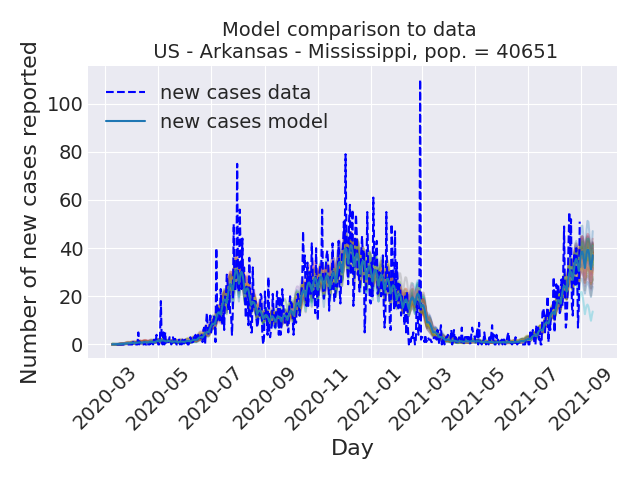 Model comparison to data
US - Arkansas - Mississippi, pop. = 40651
Number of new cases reported
100
80
60
40
20
0
new cases data
new cases model
2020-03
2020-05
2020-07
2020-09
2020-11
2021-01
2021-03
2021-05
2021-07
2021-09
Day